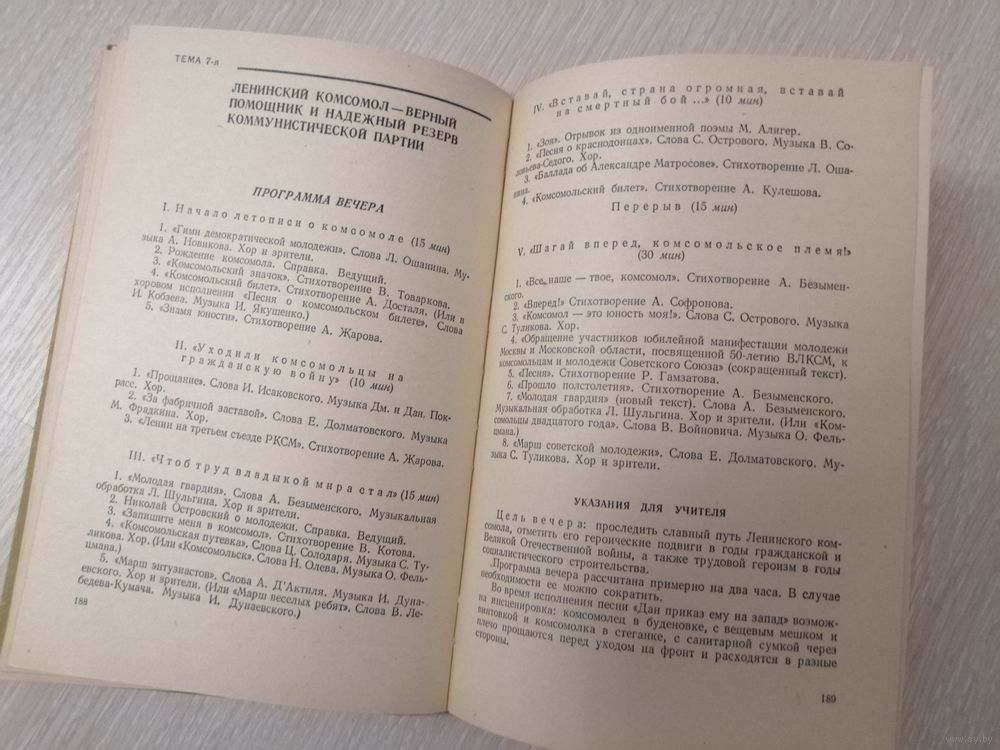 ТЕМА 7-я
ЛЕНИНСКИЙ КОМСОМОЛ — ВЕРНЫЙ
ПОМОЩНИК И НАДЕЖНЫЙ РЕЗЕРВ
КОММУНИСТИЧЕСКОЙ ПАРТИИ
ПРОГРАММА ВЕЧЕРА
I. Начало летописи о комсомоле (15 мин)
1. «Гимн демократической молодежи». Слова Л. Ошанина. Му-
зыка А. Новикова. Хор и зрители.
2. Рождение комсомола. Справка. Ведущий.
3. «Комсомольский значок». Стихотворение В. Товаркова.
4. «Комсомольский билет». Стихотворение А. Досталя. (Или в
хоровом исполнении «Песня о комсомольском билете». Слова
И. Кобзева. Музыка И. Якушенко.)
5. «Знамя юности». Стихотворение А. Жарова.
II. «Уходили комсомольцы на
гражданскую войну» (10 мин)
1. «Прощание». Слова И. Исаковского. Музыка Дм. и Дан. Пок-
расс. Хор.
2. «За фабричной заставой». Слова Е. Долматовского. Музыка
М. Фрадкина. Хор.
3. «Ленин на третьем съезде РКСМ». Стихотворение А. Жарова.
III. «Чтоб труд владыкой мира стал» (15 мин)
1. «Молодая гвардия». Слова А. Безыменского. Музыкальная
обработка Л. Шульгина. Хор и зрители.
2. Николай Островский о молодежи. Справка. Ведущий.
3. «Запишите меня в комсомол». Стихотворение В. Котова.
4. «Комсомольская путевка». Слова Ц. Солодаря. Музыка С. Ту-
ликова. Хор. (Или «Комсомольск». Слова Н. Олева. Музыка О. Фель-
цмана.)
5. «Марш энтузиастов». Слова А. Д'Актиля. Музыка И. Дуна-
евского. Хор и зрители. (Или «Марш веселых ребят». Слова В. Ле-
бедева-Кумача. Музыка И. Дунаевского.)
188
IV. «Вставай, страна огромная, вставай
на смертный бой ...» (10 мин)
1. «Зоя». Отрывок из одноименной поэмы М. Алигер.
2. «Песня о краснодонцах». Слова С. Острового. Музыка В. Со-
ловьева-Седого. Хор.
3. «Баллада об Александре Матросове». Стихотворение Л. Оша-
нина.
4. «Комсомольский билет». Стихотворение А. Кулешова.
Перерыв (15 мин)
V. «Шагай вперед, комсомольское племя!»
(30 мин)
1. «Все наше — твое, комсомол». Стихотворение А. Безымен-
ского.
2. «Вперед!» Стихотворение А. Софронова.
3. «Комсомол — это юность моя!». Слова С. Острового. Музыка
С. Туликова. Хор.
4. «Обращение участников юбилейной манифестации молодежи
Москвы и Московской области, посвященной 50-летию ВЛКСМ, к
комсомольцам и молодежи Советского Союза» (сокращенный текст).
5. «Песня». Стихотворение Р. Гамзатова.
6. «Прошло полстолетия». Стихотворение А. Безыменского.
7. «Молодая гвардия» (новый текст). Слова А. Безыменского.
Музыкальная обработка Л. Шульгина. Хор и зрители. (Или «Ком-
сомольцы двадцатого года». Слова В. Войновича. Музыка О. Фель-
цмана.)
8. «Марш советской молодежи». Слова Е. Долматовского. Му-
зыка С. Туликова. Хор и зрители.
УКАЗАНИЯ ДЛЯ УЧИТЕЛЯ
Цель вечера: проследить славный путь Ленинского ком-
сомола, отметить его героические подвиги в годы гражданской и
Великой Отечественной войны, а также трудовой героизм в годы
социалистического строительства.
Программа вечера рассчитана примерно на два часа. В случае
необходимости ее можно сократить.
Во время исполнения песни «Дан приказ ему на запад» возмож-
на инсценировка: комсомолец в буденовке, с вещевым мешком и
винтовкой и комсомолка в стеганке, с санитарной сумкой через
плечо прощаются перед уходом на фронт и расходятся в разные
стороны.
189
www.ay.by